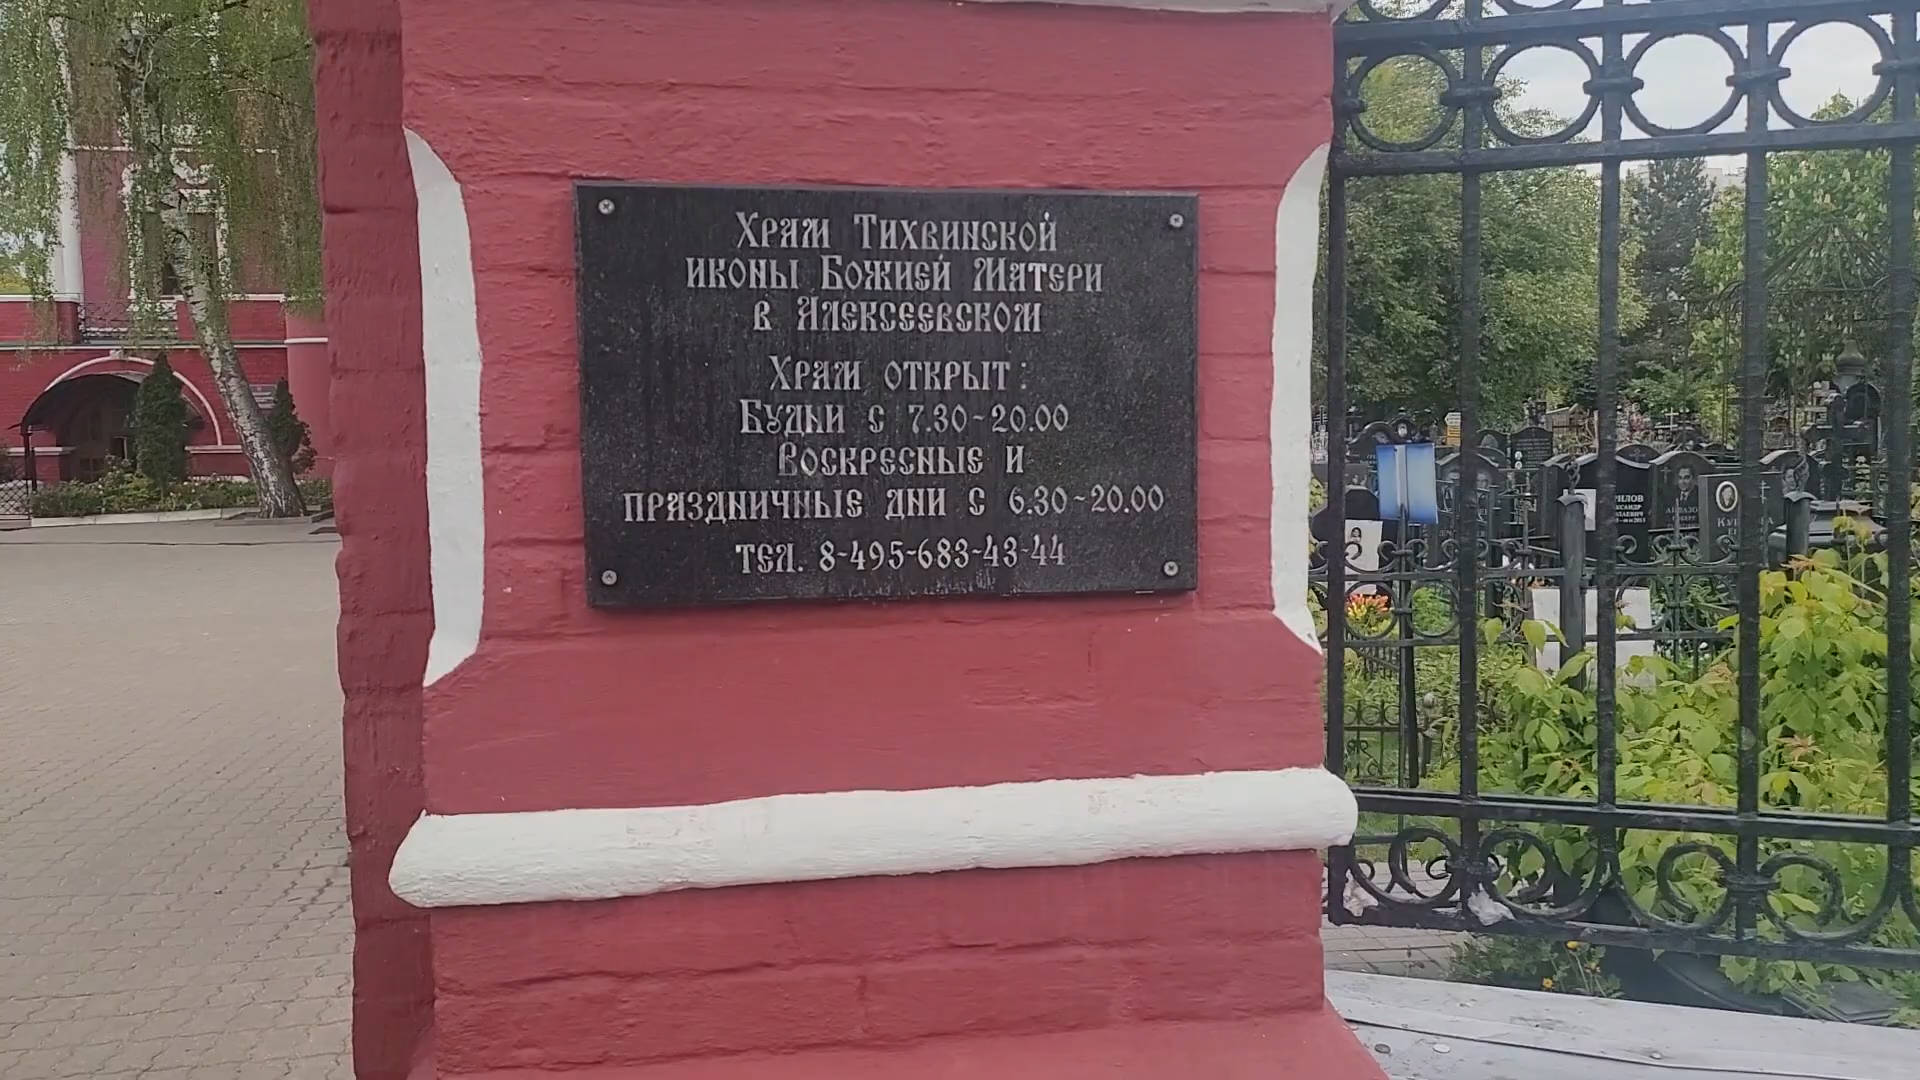 Храм Тихвинской
иконы Божией Матери
в Алексеевском
Храм открыт:
Будни с 7.30-20.00
Воскресные и
праздничные дни с 6.30-20.00
тел. 8-495-683-43-44